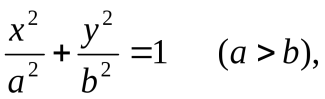 x²/a² + y²/b² = 1 (a > b),